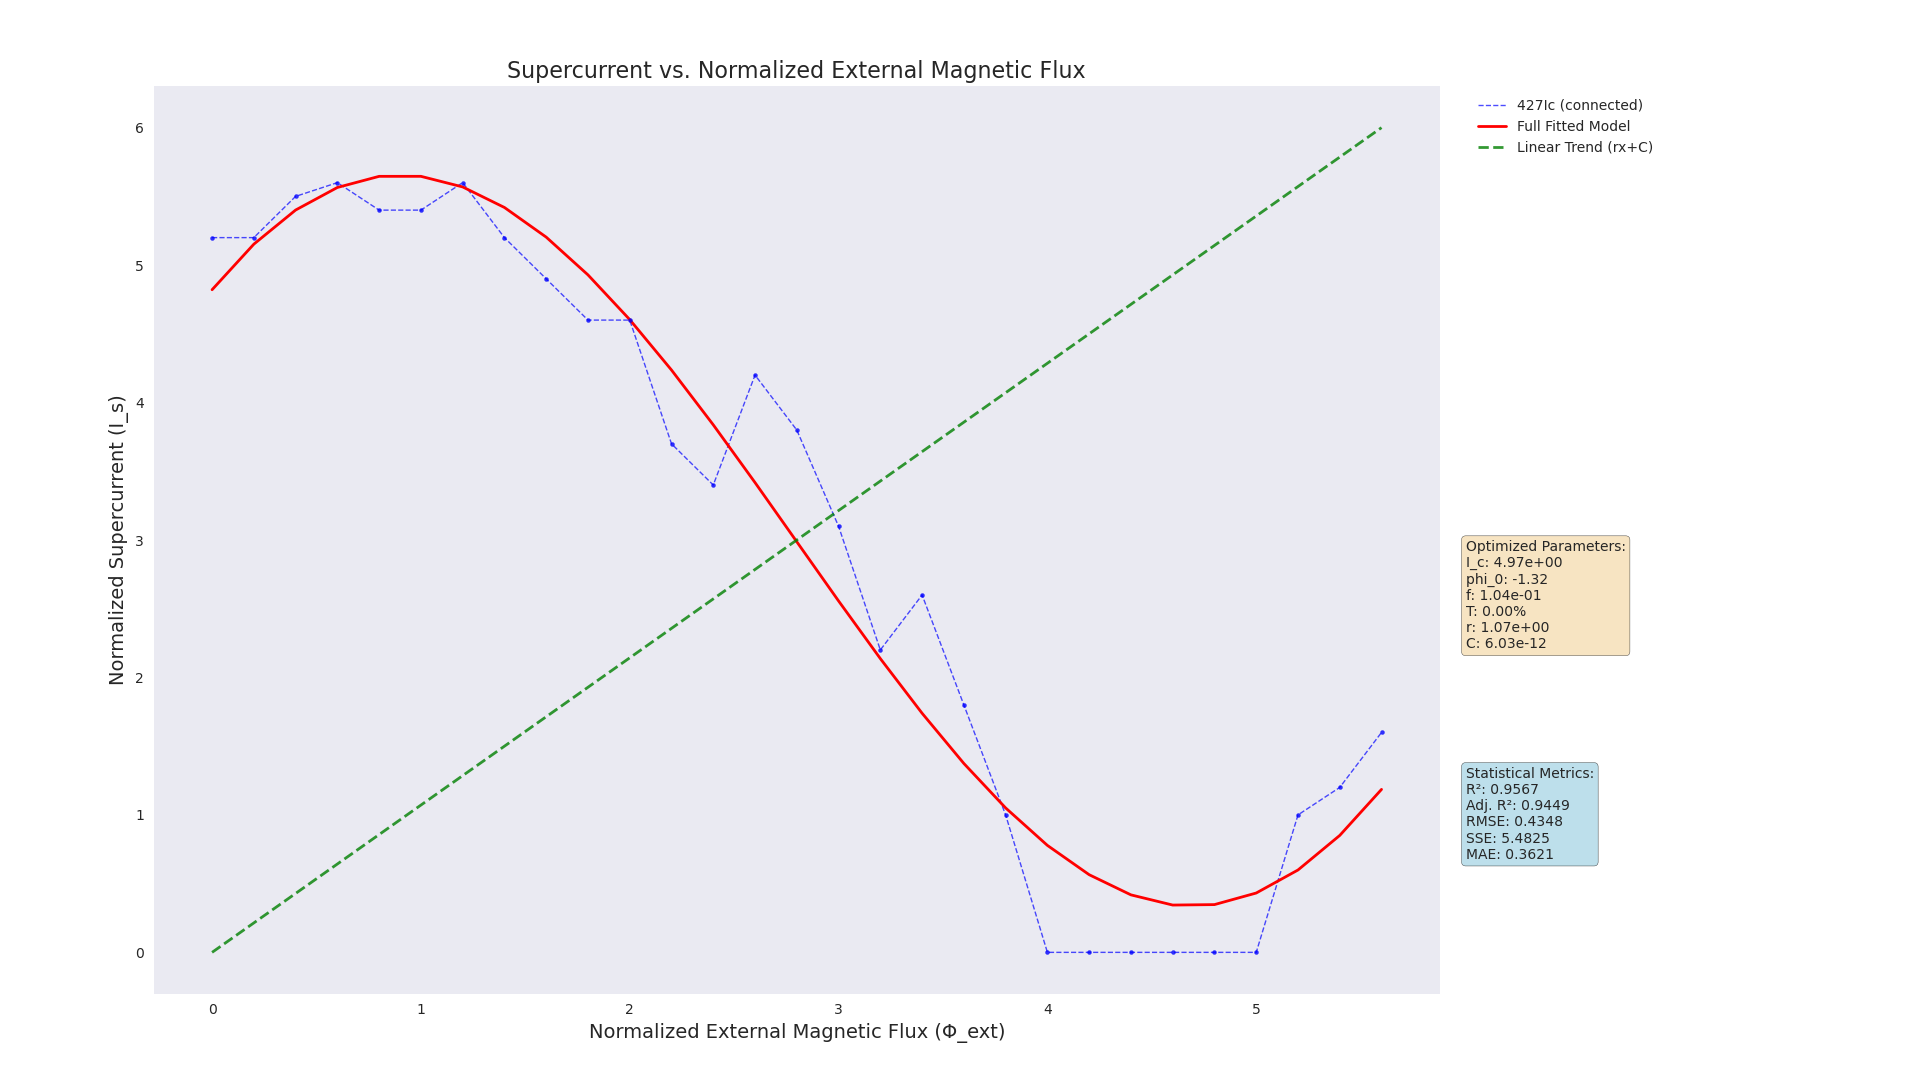 Supercurrent vs. Normalized External Magnetic Flux
427Ic (connected)
Full Fitted Model
Linear Trend (rx+C)
Normalized Supercurrent (I_s)
6
5
4
3
2
1
0
0 1 2 3 4 5
Normalized External Magnetic Flux (Φ_ext)
Optimized Parameters:
I_c: 4.97e+00
phi_0: -1.32
f: 1.04e-01
T: 0.00%
r: 1.07e+00
C: 6.03e-12
Statistical Metrics:
R²: 0.9567
Adj. R²: 0.9449
RMSE: 0.4348
SSE: 5.4825
MAE: 0.3621